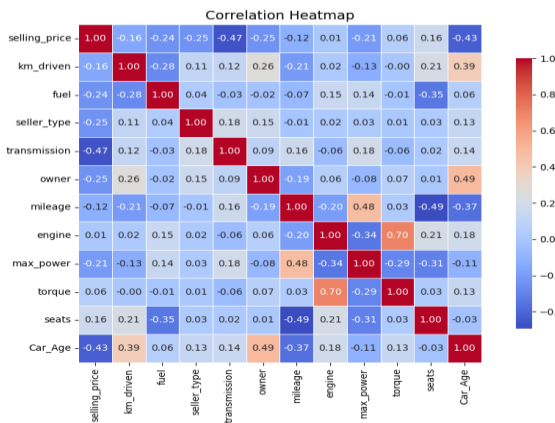 Correlation Heatmap
selling_price 1.00 -0.16 -0.24 -0.25 -0.47 -0.25 -0.12 0.01 -0.21 0.06 0.16 -0.43
km_driven -0.16 1.00 -0.28 0.11 0.12 0.26 -0.21 0.02 -0.13 -0.00 0.21 0.39
fuel -0.24 -0.28 1.00 0.04 -0.03 -0.02 -0.07 0.15 0.14 -0.01 -0.35 0.06
seller_type -0.25 0.11 0.04 1.00 0.18 0.15 -0.01 0.02 0.03 0.01 0.03 0.13
transmission -0.47 0.12 -0.03 0.18 1.00 0.09 0.16 -0.06 0.18 -0.06 0.02 0.14
owner -0.25 0.26 -0.02 0.15 0.09 1.00 -0.19 0.06 -0.08 0.07 0.01 0.49
mileage -0.12 -0.21 -0.07 -0.01 0.16 -0.19 1.00 -0.20 0.48 0.03 -0.49 -0.37
engine 0.01 0.02 0.15 0.02 -0.06 0.06 -0.20 1.00 -0.34 0.70 0.21 0.18
max_power -0.21 -0.13 0.14 0.03 0.18 -0.08 0.48 -0.34 1.00 -0.29 -0.31 -0.11
torque 0.06 -0.00 -0.01 0.01 -0.06 0.07 0.03 0.70 -0.29 1.00 0.03 0.13
seats 0.16 0.21 -0.35 0.03 0.02 0.01 -0.49 0.21 -0.31 0.03 1.00 -0.03
Car_Age -0.43 0.39 0.06 0.13 0.14 0.49 -0.37 0.18 -0.11 0.13 -0.03 1.00
selling_price km_driven fuel seller_type transmission owner mileage engine max_power torque seats Car_Age
1.0
0.8
0.6
0.4
0.2
0.0